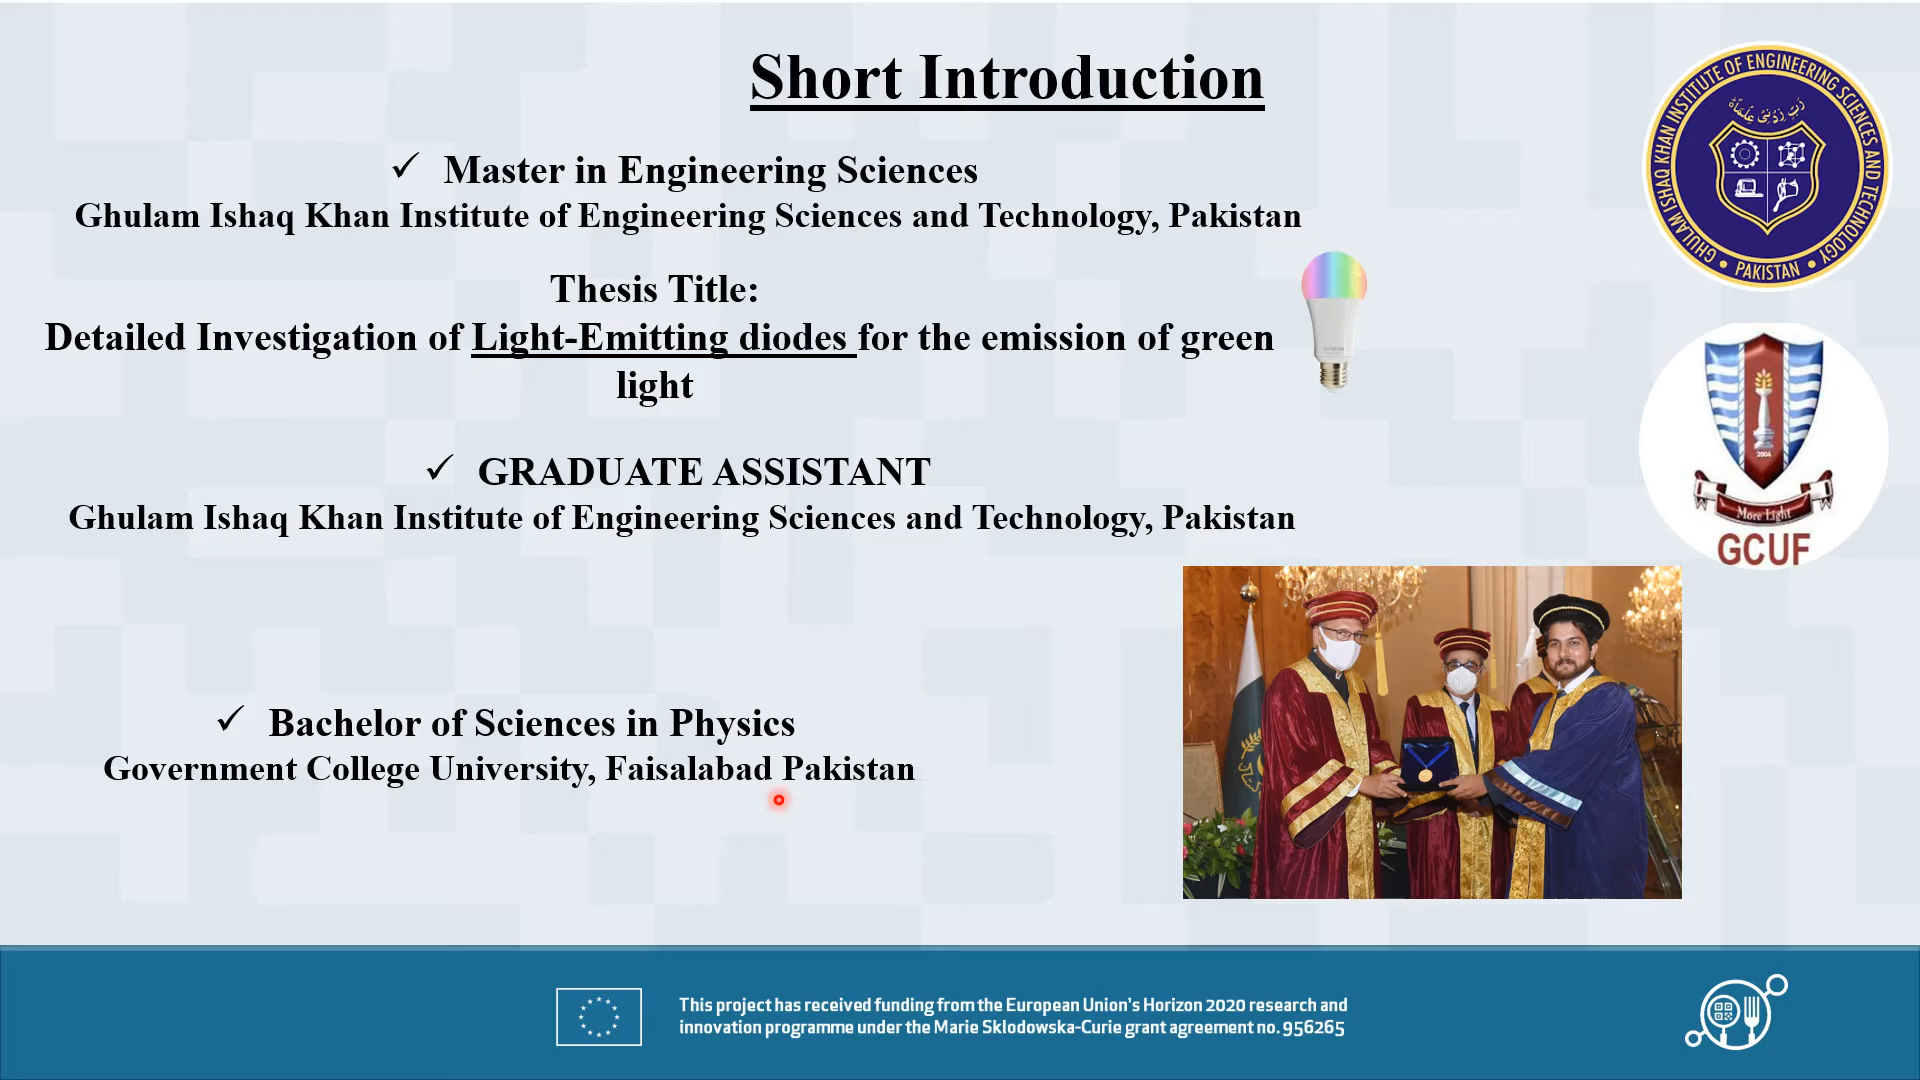 Short Introduction
✓ Master in Engineering Sciences
Ghulam Ishaq Khan Institute of Engineering Sciences and Technology, Pakistan
Thesis Title:
Detailed Investigation of Light-Emitting diodes for the emission of green
light
✓ GRADUATE ASSISTANT
Ghulam Ishaq Khan Institute of Engineering Sciences and Technology, Pakistan
✓ Bachelor of Sciences in Physics
Government College University, Faisalabad Pakistan
GHULAM ISHAQ KHAN INSTITUTE OF ENGINEERING SCIENCES AND TECHNOLOGY
• PAKISTAN •
2004
More Light
GCUF
This project has received funding from the European Union's Horizon 2020 research and
innovation programme under the Marie Sklodowska-Curie grant agreement no. 956265